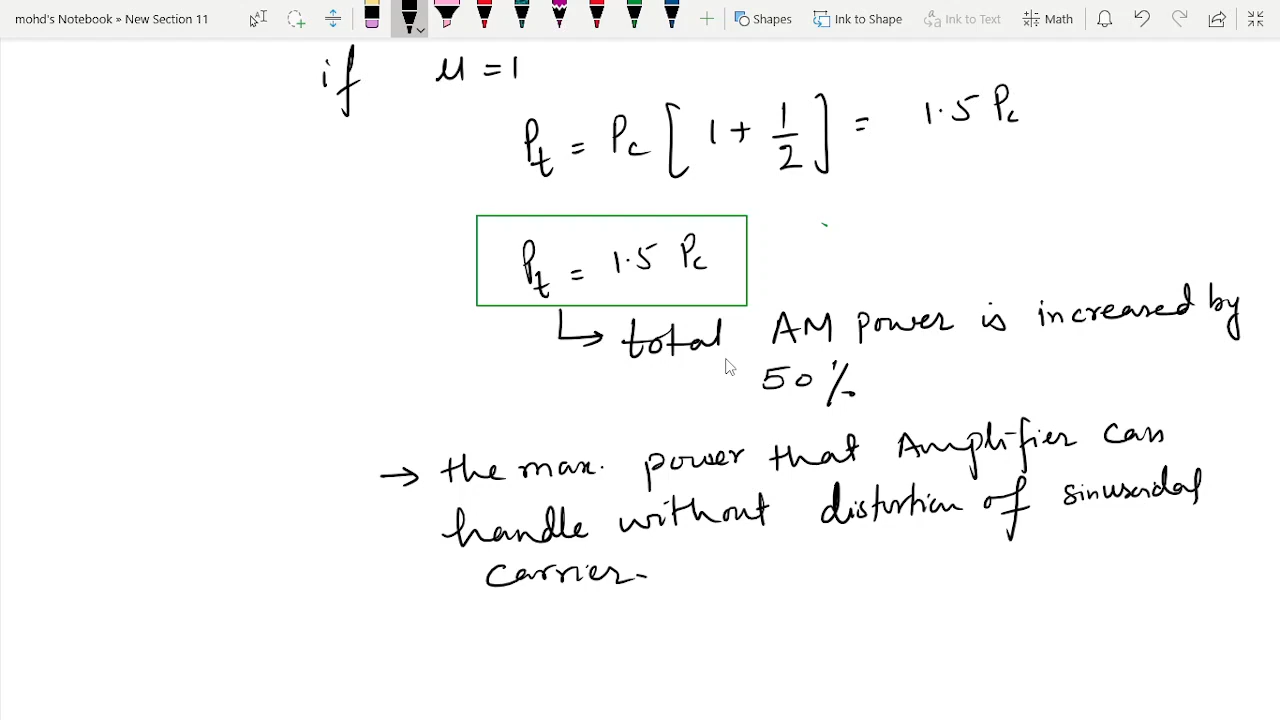 mohd's Notebook » New Section 11
Shapes Ink to Shape Ink to Text Math
if μ = 1
Pt = Pc [ 1 + 1/2 ] = 1.5 Pc
Pt = 1.5 Pc
↳ total AM power is increased by
50%
→ the max. power that Amplifier can
handle without distortion of sinusoidal
carrier.